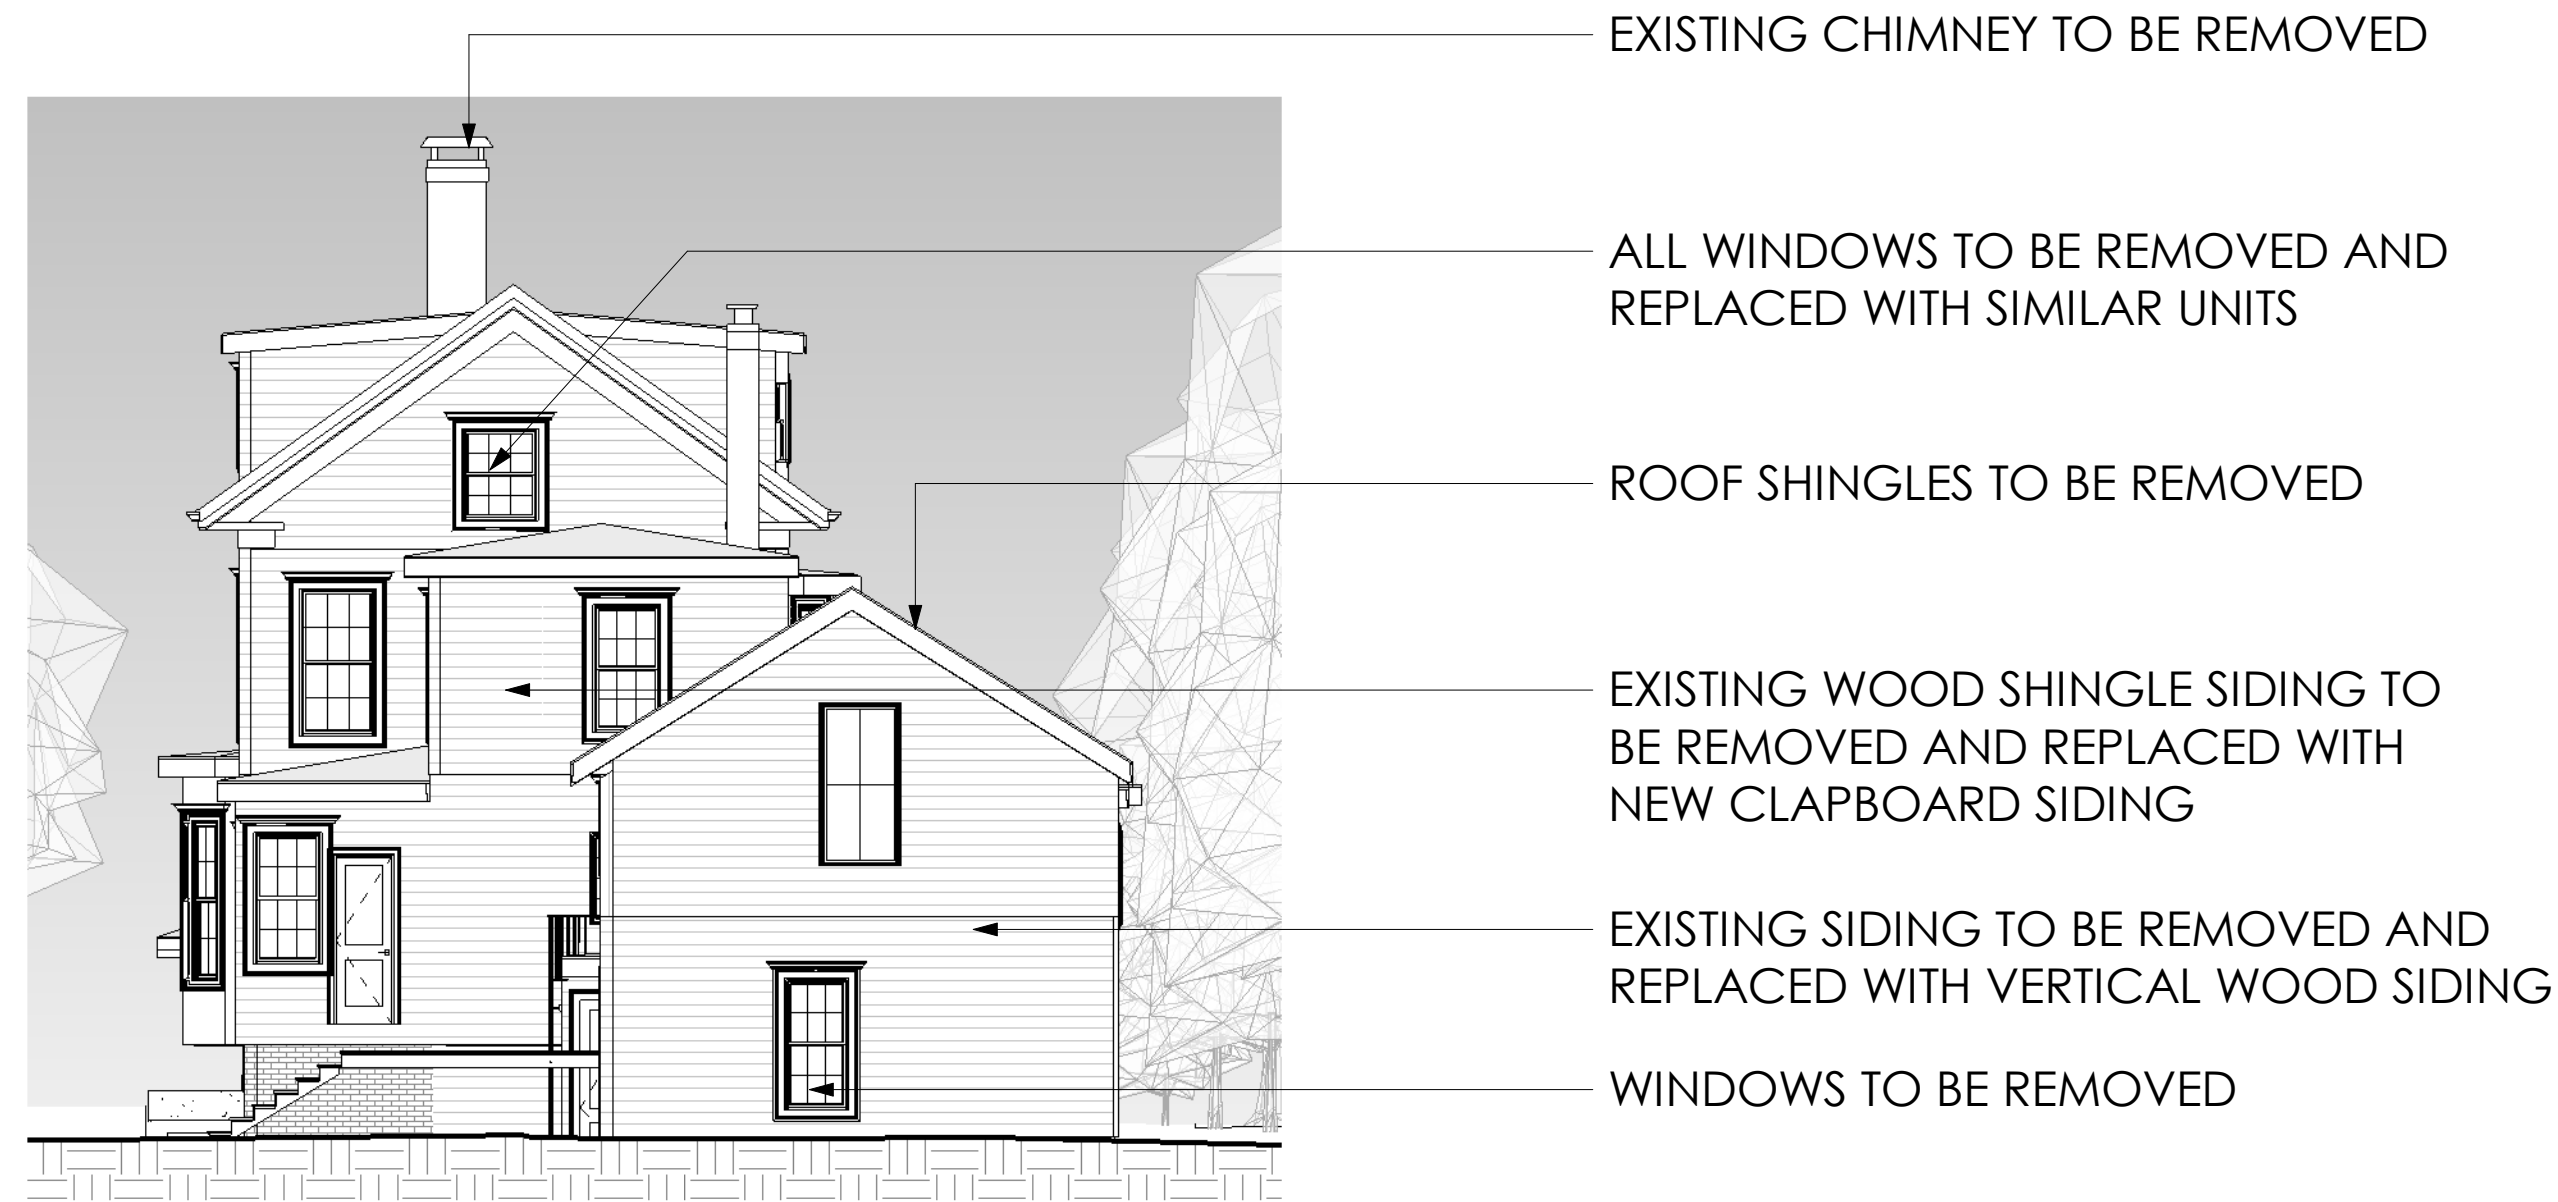 EXISTING CHIMNEY TO BE REMOVED
ALL WINDOWS TO BE REMOVED AND
REPLACED WITH SIMILAR UNITS
ROOF SHINGLES TO BE REMOVED
EXISTING WOOD SHINGLE SIDING TO
BE REMOVED AND REPLACED WITH
NEW CLAPBOARD SIDING
EXISTING SIDING TO BE REMOVED AND
REPLACED WITH VERTICAL WOOD SIDING
WINDOWS TO BE REMOVED